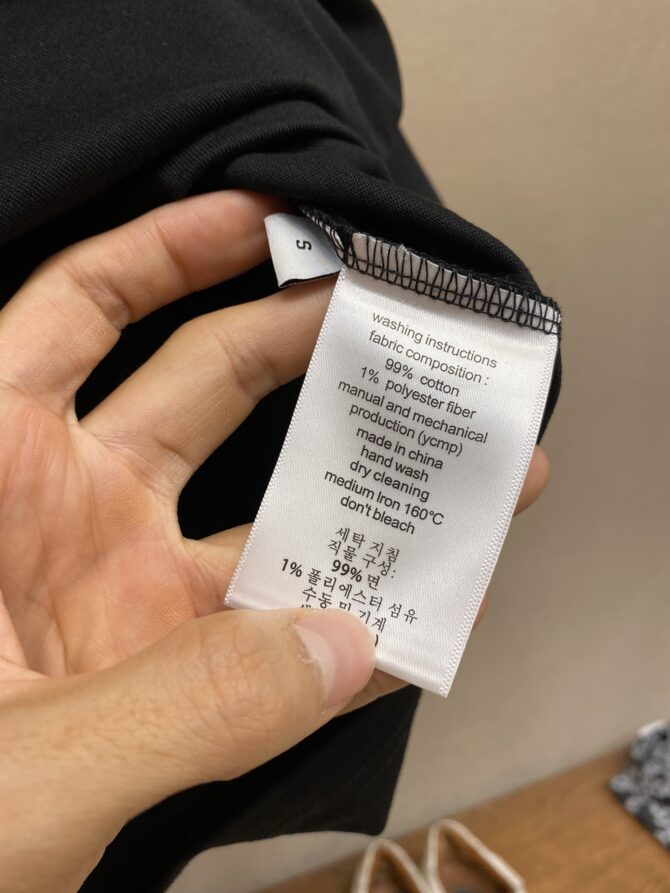 S
washing instructions
fabric composition :
99% cotton
1% polyester fiber
manual and mechanical
production (ycmp)
made in china
hand wash
dry cleaning
medium Iron 160°C
don't bleach
세탁 지침
직물 구성:
99% 면
1% 폴리에스터 섬유
수동 및 기계